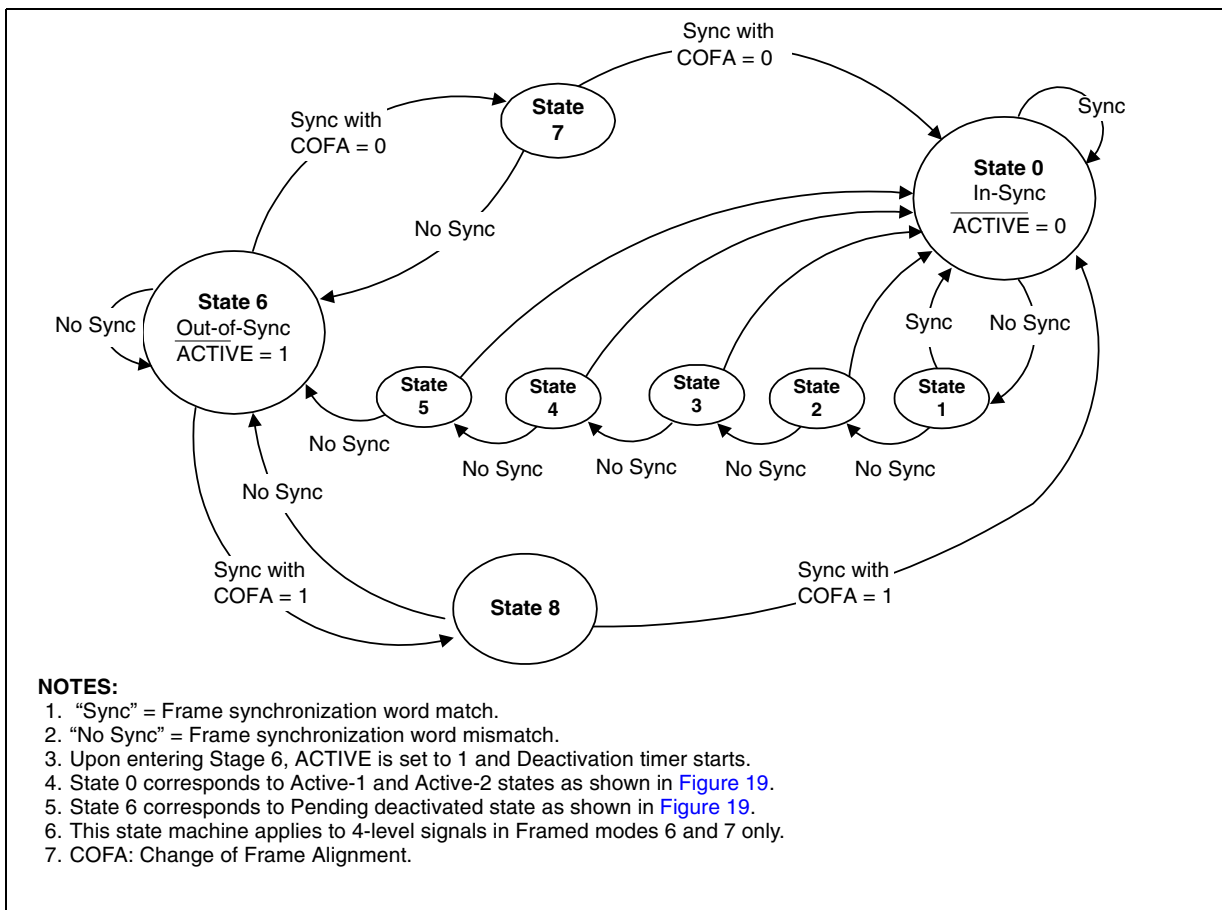 Sync with
COFA = 0
State
7
Sync with
COFA = 0
Sync
State 0
In-Sync
ACTIVE = 0
No Sync
State 6
Out-of-Sync
ACTIVE = 1
No Sync
Sync
No Sync
State
5
State
4
State
3
State
2
State
1
No Sync
No Sync
No Sync
No Sync
No Sync
No Sync
Sync with
COFA = 1
State 8
Sync with
COFA = 1
NOTES:
1. “Sync” = Frame synchronization word match.
2. “No Sync” = Frame synchronization word mismatch.
3. Upon entering Stage 6, ACTIVE is set to 1 and Deactivation timer starts.
4. State 0 corresponds to Active-1 and Active-2 states as shown in Figure 19.
5. State 6 corresponds to Pending deactivated state as shown in Figure 19.
6. This state machine applies to 4-level signals in Framed modes 6 and 7 only.
7. COFA: Change of Frame Alignment.